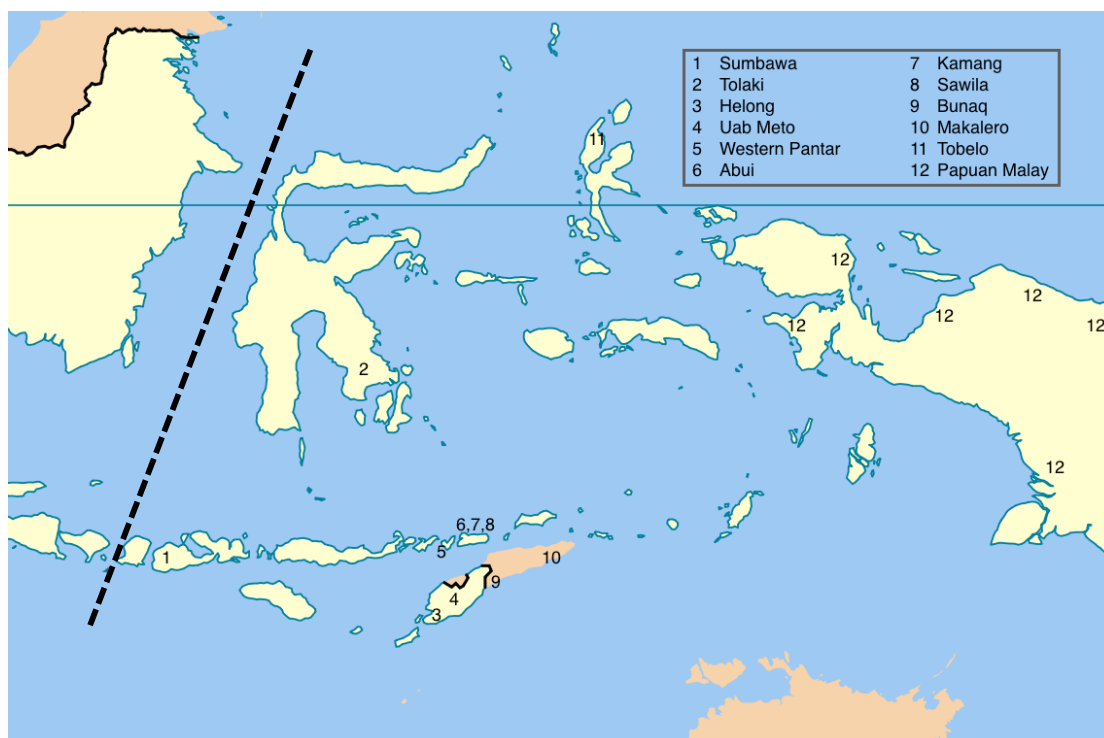 1 Sumbawa 7 Kamang
2 Tolaki 8 Sawila
3 Helong 9 Bunaq
4 Uab Meto 10 Makalero
5 Western Pantar 11 Tobelo
6 Abui 12 Papuan Malay
11
12
12
12
12
12
2
12
6,7,8
5
10
1
9
4
3